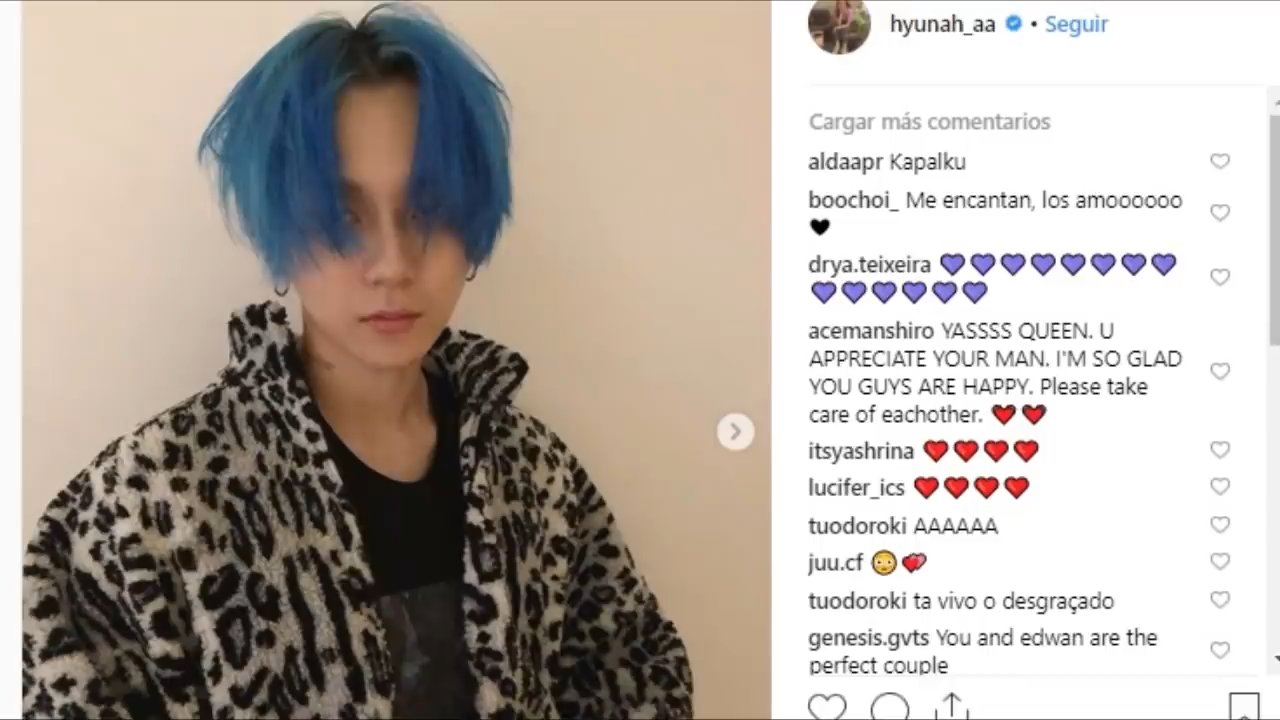 hyunah_aa • Seguir
Cargar más comentarios
aldaapr Kapalku
boochoi_ Me encantan, los amoooooo
🖤
drya.teixeira 💜💜💜💜💜💜💜💜
💜💜💜💜💜💜
acemanshiro YASSSS QUEEN. U
APPRECIATE YOUR MAN. I'M SO GLAD
YOU GUYS ARE HAPPY. Please take
care of eachother. ❤️❤️
itsyashrina ❤️❤️❤️❤️
lucifer_ics ❤️❤️❤️❤️
tuodoroki AAAAAA
juu.cf 😳💕
tuodoroki ta vivo o desgraçado
genesis.gvts You and edwan are the
perfect couple